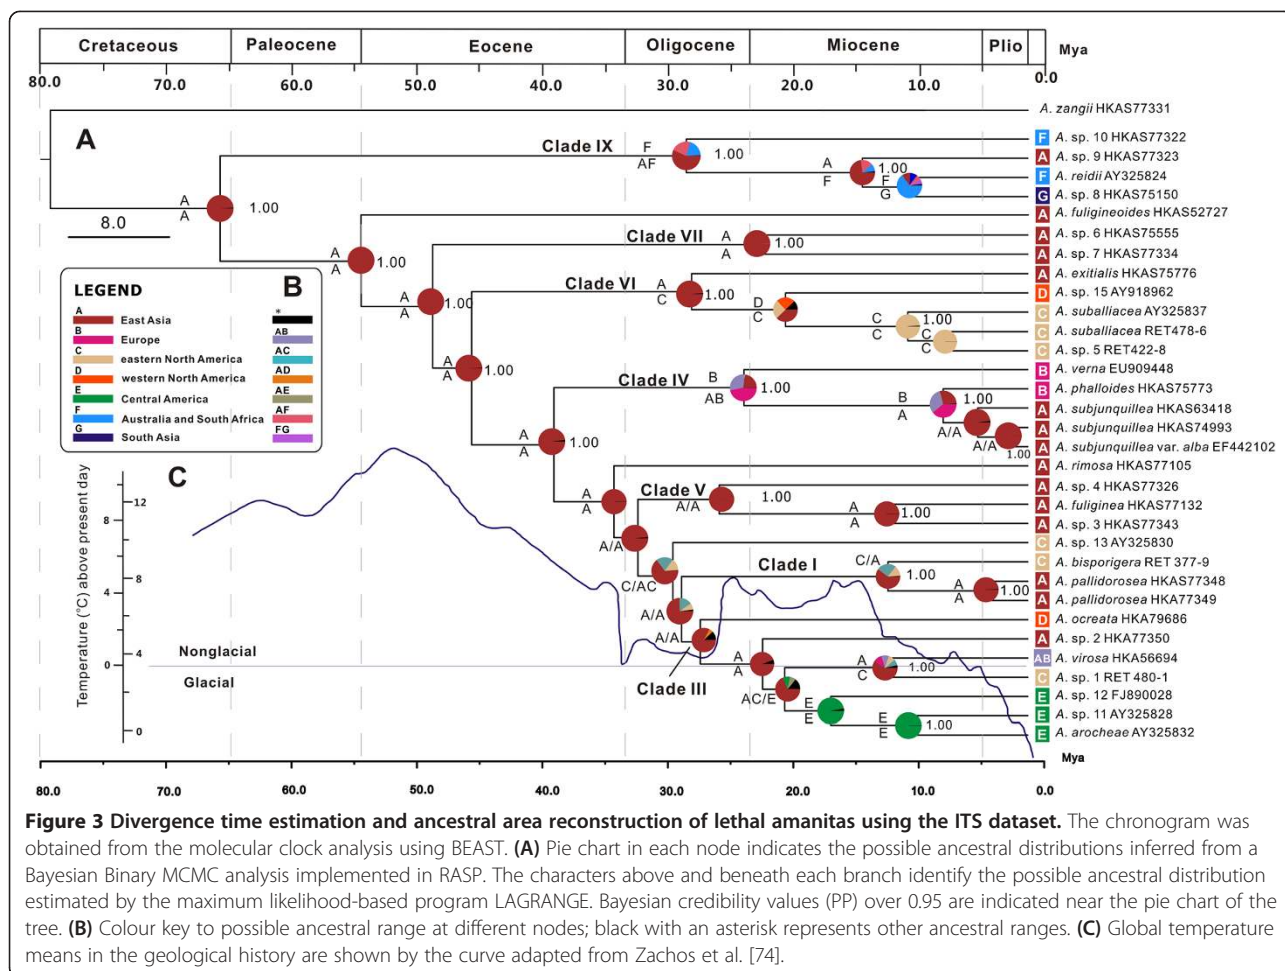 Cretaceous Paleocene Eocene Oligocene Miocene Plio Mya
80.0 70.0 60.0 50.0 40.0 30.0 20.0 10.0 0.0
A
A. zangii HKAS77331
Clade IX F AF 1.00
F A. sp. 10 HKAS77322
A F 1.00
A A. sp. 9 HKAS77323
F G
F A. reidii AY325824
G A. sp. 8 HKAS75150
A A 1.00
8.0
A A. fuligineoides HKAS52727
A A 1.00
Clade VII A A 1.00
A A. sp. 6 HKAS75555
A A. sp. 7 HKAS77334
A A 1.00
Clade VI A C 1.00
A A. exitialis HKAS75776
D C
D A. sp. 15 AY918962
C C 1.00
C A. suballiacea AY325837
C C
C A. suballiacea RET478-6
C A. sp. 5 RET422-8
A A 1.00
Clade IV B AB 1.00
B A. verna EU909448
B A 1.00
B A. phalloides HKAS75773
A/A
A A. subjunquillea HKAS63418
A/A 1.00
A A. subjunquillea HKAS74993
A A. subjunquillea var. alba EF442102
A A 1.00
A A
A A. rimosa HKAS77105
Clade V A/A 1.00
A A. sp. 4 HKAS77326
A A 1.00
A A. fuliginea HKAS77132
A A. sp. 3 HKAS77343
A/A
C/AC
C A. sp. 13 AY325830
Clade I C/A 1.00
C A. bisporigera RET 377-9
A A 1.00
A A. pallidorosea HKAS77348
A A. pallidorosea HKA77349
A/A
A/A
Clade III
D A. ocreata HKA79686
A A
A A. sp. 2 HKA77350
A C 1.00
AB A. virosa HKA56694
C A. sp. 1 RET 480-1
AC/E
E E
E A. sp. 12 FJ890028
E E 1.00
E A. sp. 11 AY325828
E A. arocheae AY325832
LEGEND B
A East Asia
B Europe
C eastern North America
D western North America
E Central America
F Australia and South Africa
G South Asia
*
AB
AC
AD
AE
AF
FG
C
Temperature (°C) above present day
12
8
8
4
4
0
0
Nonglacial
Glacial
80.0 70.0 60.0 50.0 40.0 30.0 20.0 10.0 0.0
Mya
Figure 3 Divergence time estimation and ancestral area reconstruction of lethal amanitas using the ITS dataset. The chronogram was
obtained from the molecular clock analysis using BEAST. (A) Pie chart in each node indicates the possible ancestral distributions inferred from a
Bayesian Binary MCMC analysis implemented in RASP. The characters above and beneath each branch identify the possible ancestral distribution
estimated by the maximum likelihood-based program LAGRANGE. Bayesian credibility values (PP) over 0.95 are indicated near the pie chart of the
tree. (B) Colour key to possible ancestral range at different nodes; black with an asterisk represents other ancestral ranges. (C) Global temperature
means in the geological history are shown by the curve adapted from Zachos et al. [74].